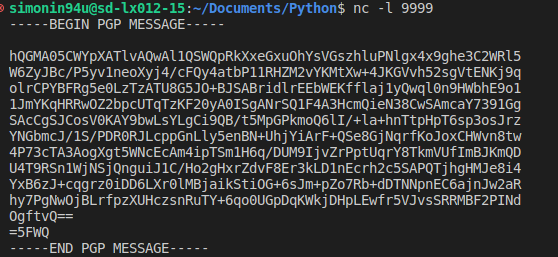 simonin94u@sd-lx012-15:~/Documents/Python$ nc -l 9999
-----BEGIN PGP MESSAGE-----

hQGMA05CWYpXATlvAQwAl1QSWQpRkXxeGxuOhYsVGSzhluPNlgx4x9ghe3C2WRl5
W6ZyJBc/P5yv1neoXyj4/cFQy4atbP11RHZM2vYKMtXw+4JKGVvh52sgVtENKj9q
olrCPYBFRg5e0LzTzATU8G5JO+BJSABridlrEEbWEKfflaj1yQwql0n9HWbhE9o1
1JmYKqHRRwOZ2bpcUTqTzKF20yA0ISgANrSQ1F4A3HcmQieN38CwSAmcaY7391Gg
SAcCgSJCosV0KAY9bwLsYLgCi9QB/t5MpGPkmoQ6lI/+la+hnTtpHpT6sp3osJrz
YNGbmcJ/1S/PDR0RJLcppGnLly5enBN+UhjYiArF+QSe8GjNqrfKoJoxCHWvn8tw
4P73cTA3AogXgt5WNcEcAm4ipTSm1H6q/DUM9IjvZrPptUqrY8TkmVUfImBJKmQD
U4T9RSn1WjNSjQnguiJ1C/Ho2gHxrZdvF8Er3kLD1nEcrh2c5SAPQTjhgHMJe8i4
YxB6zJ+cqgrz0iDD6LXr0lMBjaikStiOG+6sJm+pZo7Rb+dDTNNpnEC6ajnJw2aR
hy7PgNwOjBLrfpzXUHczsnRuTY+6qo0UGpDqKWkjDHpLEwfr5VJvsSRRMBF2PINd
OgftvQ==
=5FWQ
-----END PGP MESSAGE-----